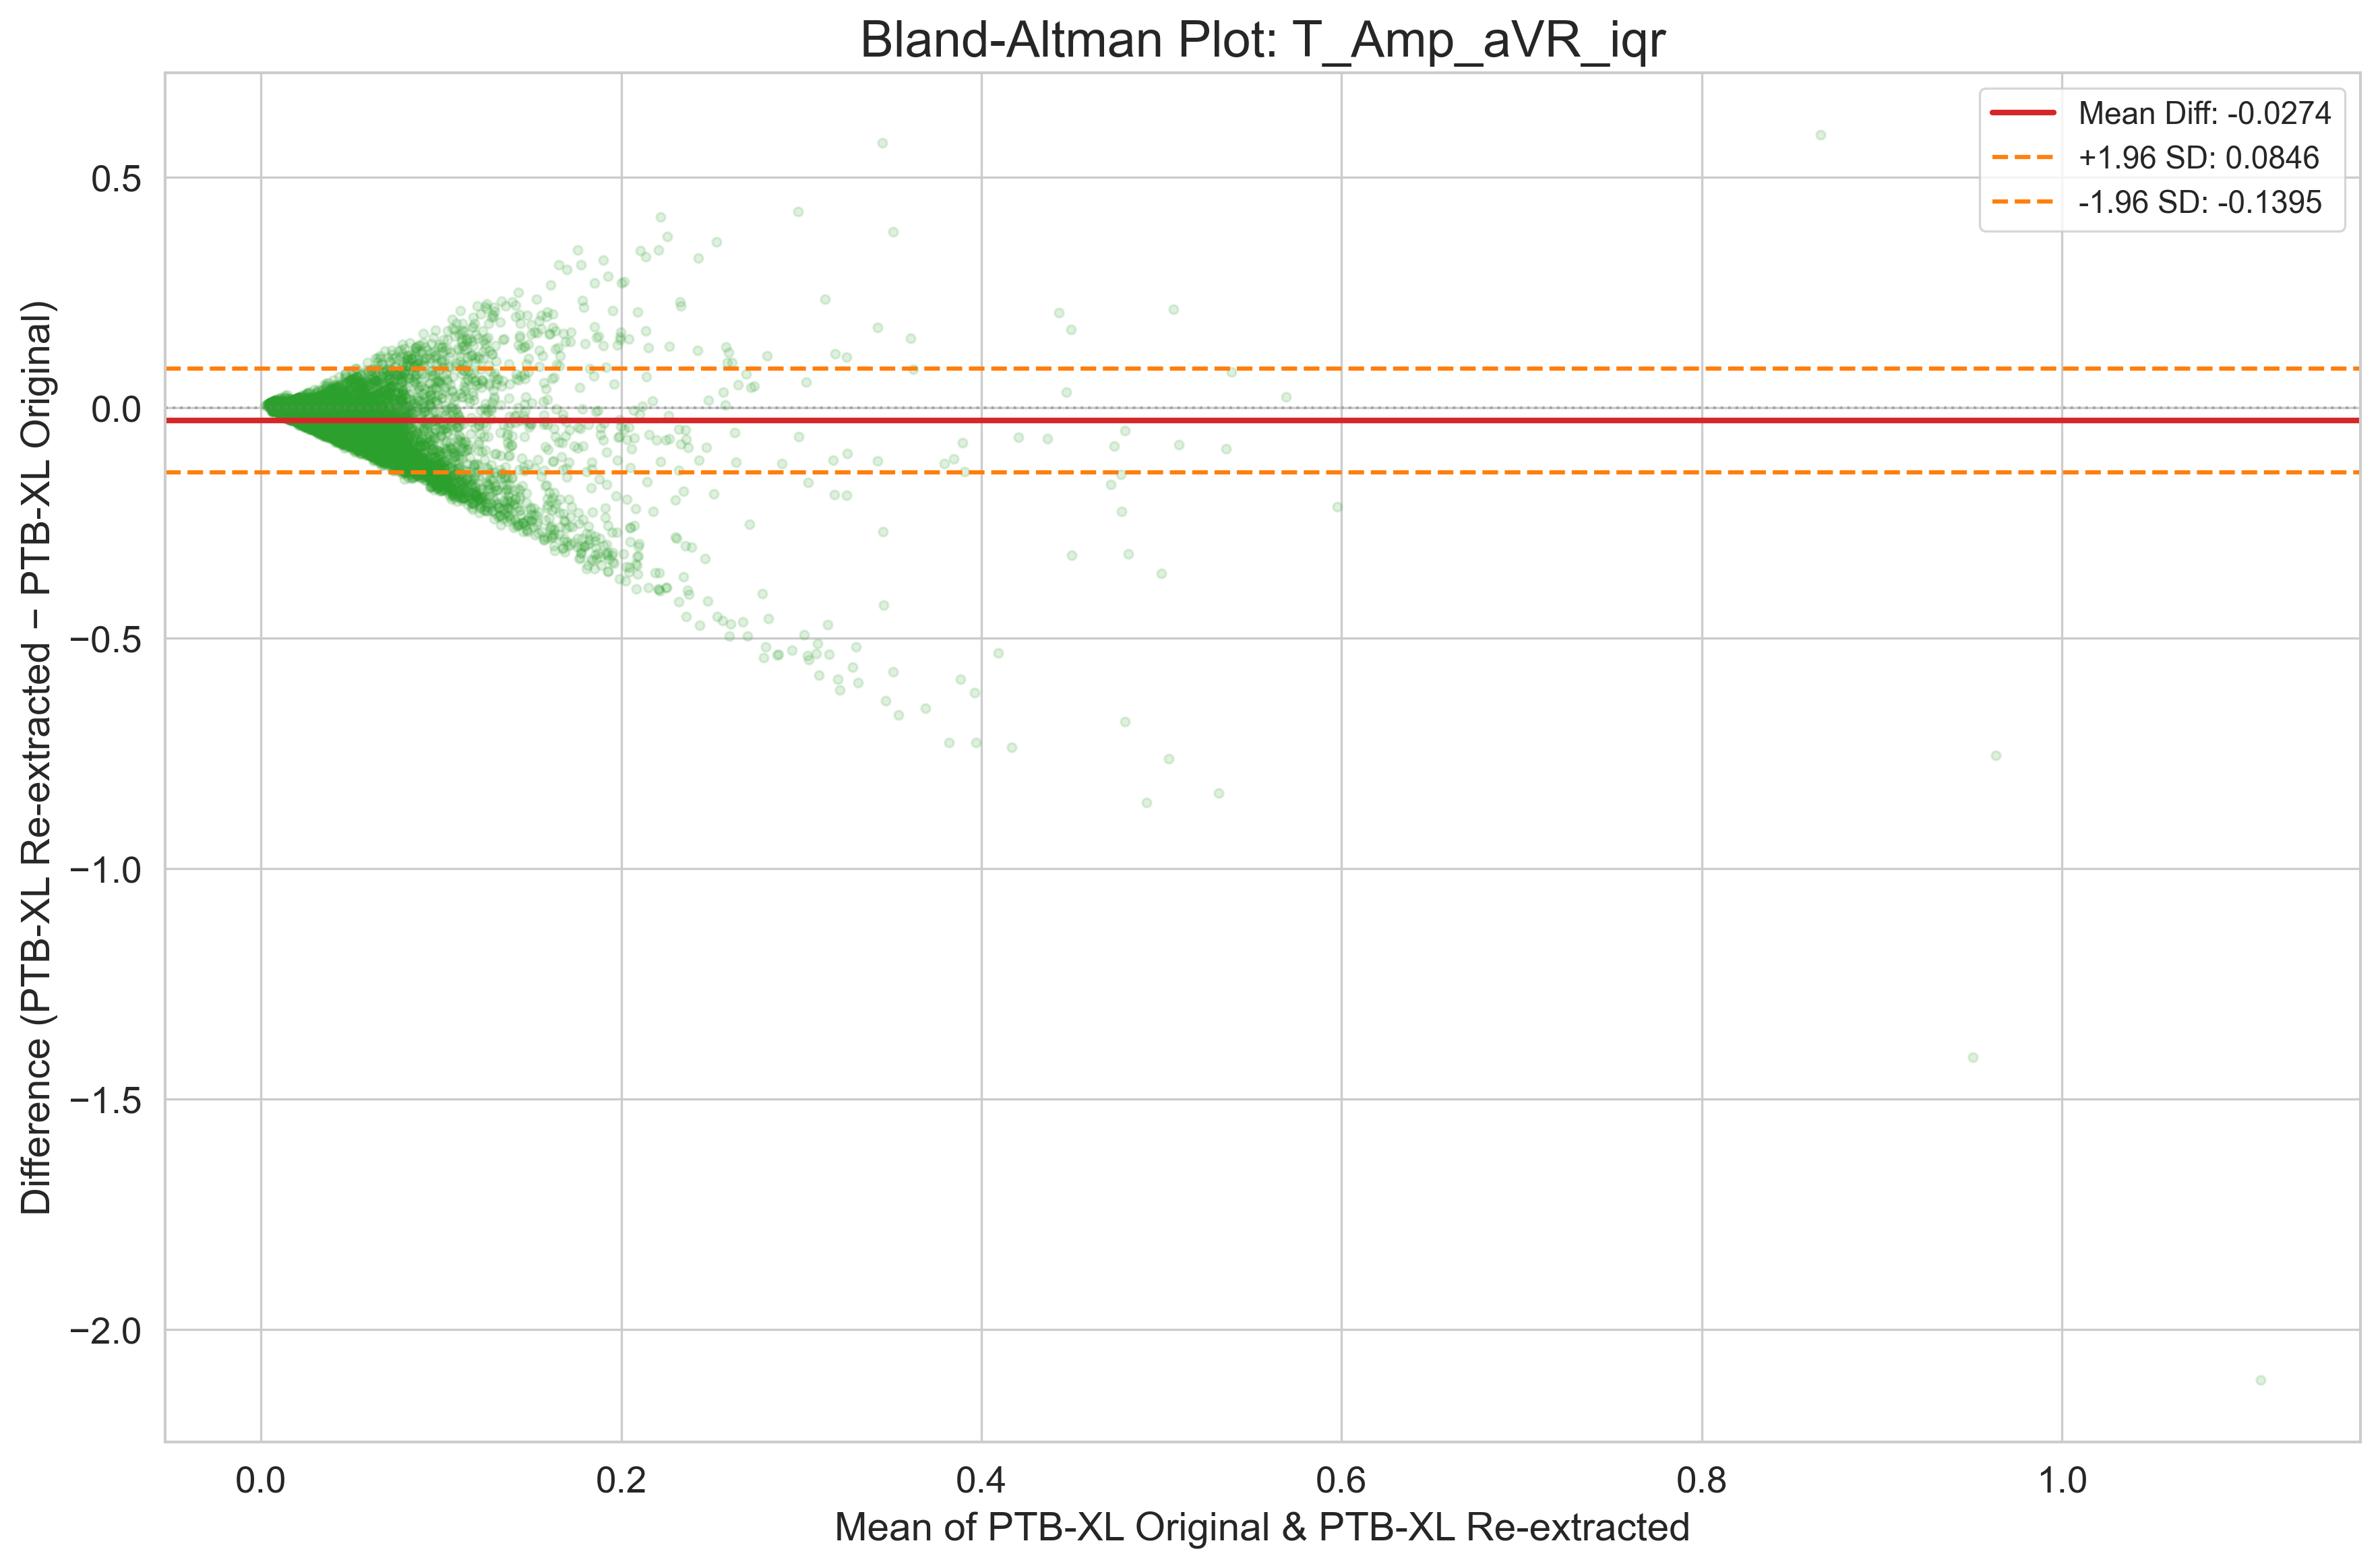 Bland-Altman Plot: T_Amp_aVR_iqr
Mean Diff: -0.0274
+1.96 SD: 0.0846
-1.96 SD: -0.1395
Difference (PTB-XL Re-extracted − PTB-XL Original)
0.5
0.0
−0.5
−1.0
−1.5
−2.0
0.0
0.2
0.4
0.6
0.8
1.0
Mean of PTB-XL Original & PTB-XL Re-extracted